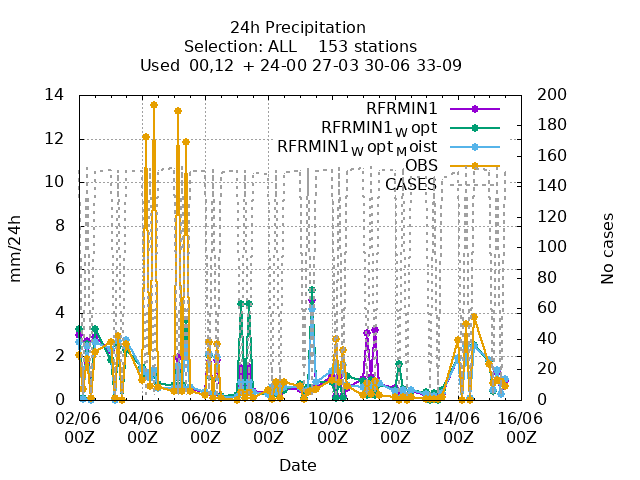 24h Precipitation
Selection: ALL    153 stations
Used  00,12  + 24-00 27-03 30-06 33-09
14
12
10
8
6
4
2
0
mm/24h
200
180
160
140
120
100
80
60
40
20
0
No cases
RFRMIN1
RFRMIN1Wopt
RFRMIN1WoptMoist
OBS
CASES
02/06 04/06 06/06 08/06 10/06 12/06 14/06 16/06
00Z 00Z 00Z 00Z 00Z 00Z 00Z 00Z
Date